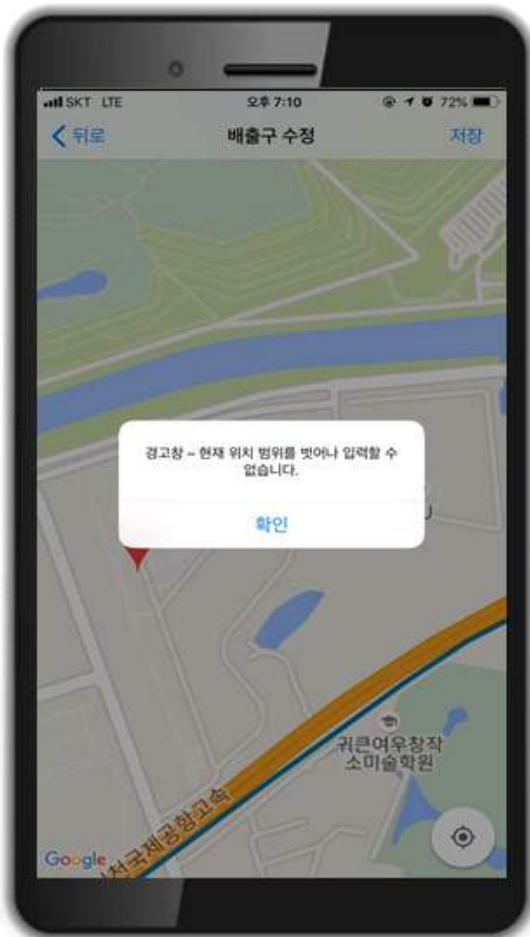 SKT LTE 오후 7:10 72%
뒤로 배출구 수정 저장
경고창 – 현재 위치 범위를 벗어나 입력할 수
없습니다.
확인
귀큰여우창작
소미술학원
천국제공항고속
Google